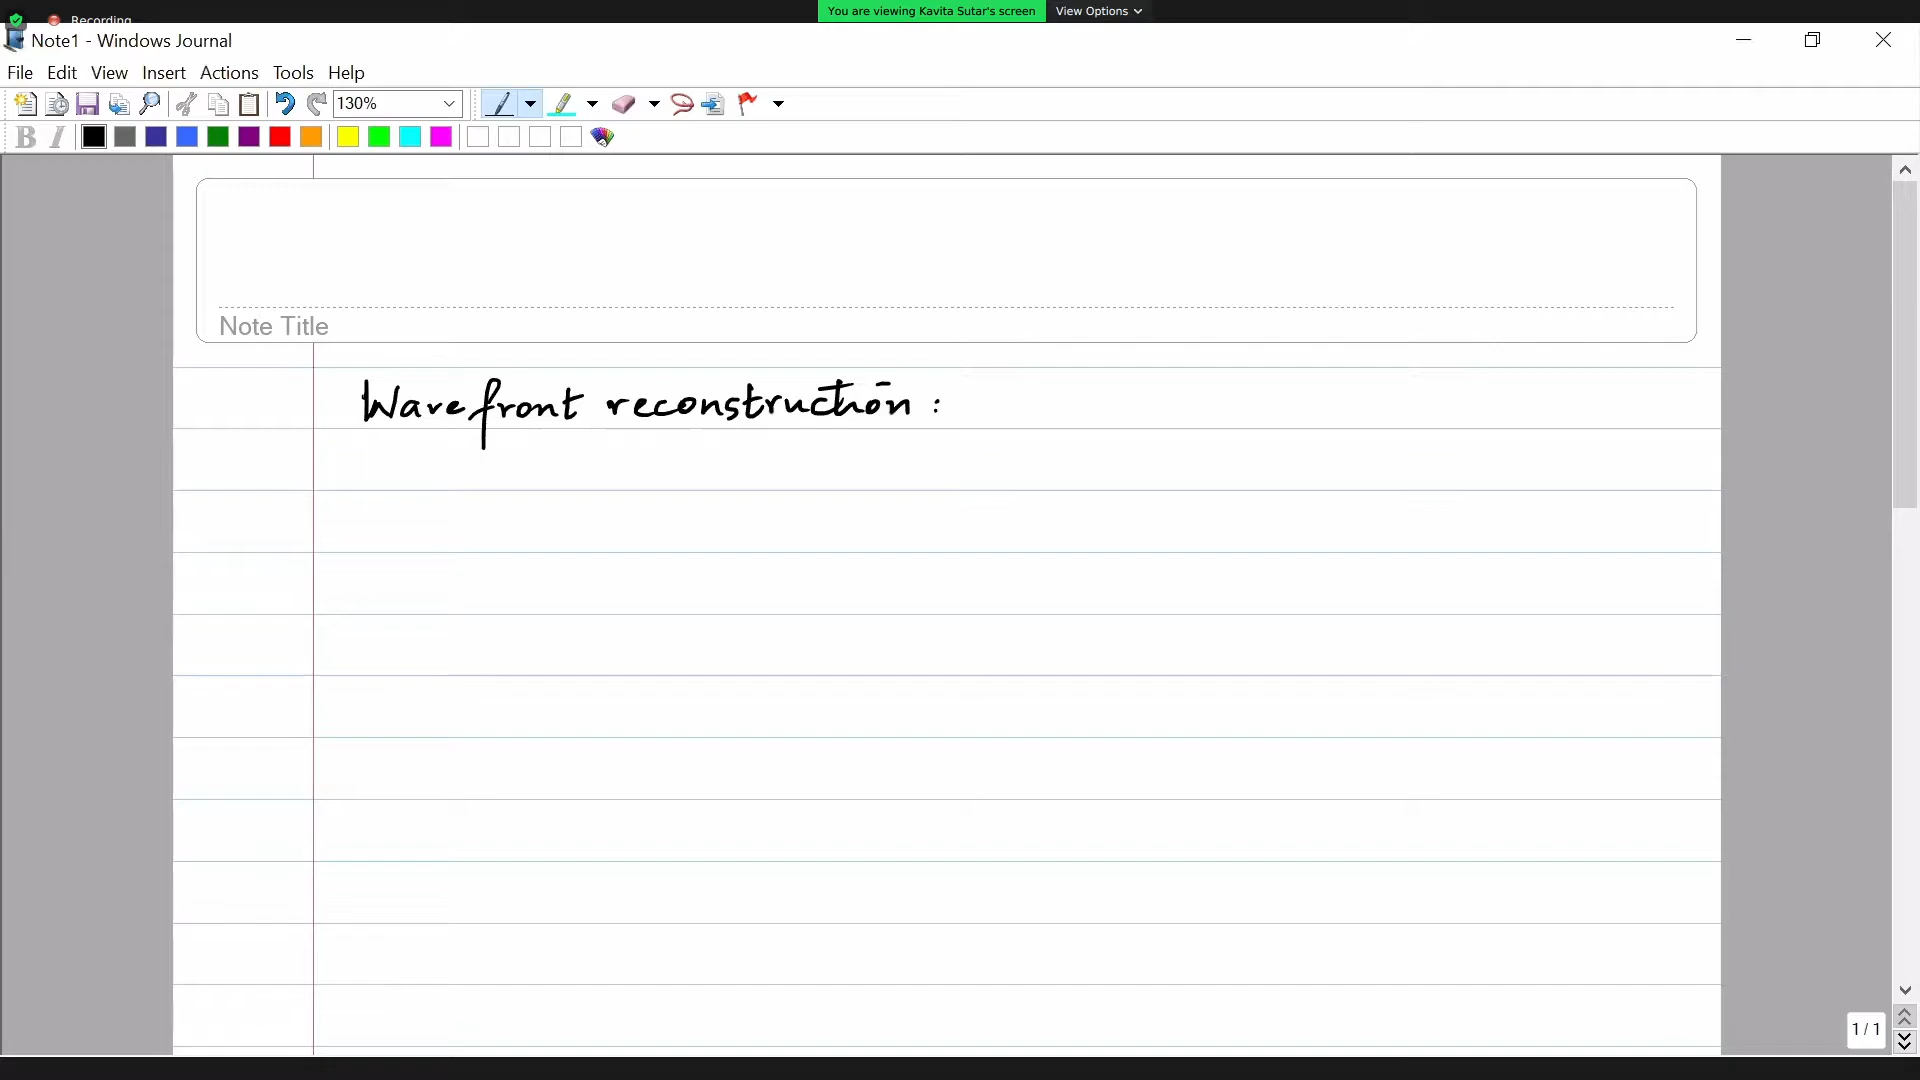 Recording
You are viewing Kavita Sutar's screen
View Options
Note1 - Windows Journal
File Edit View Insert Actions Tools Help
130%
B I
Note Title
Wavefront reconstruction :
1 / 1